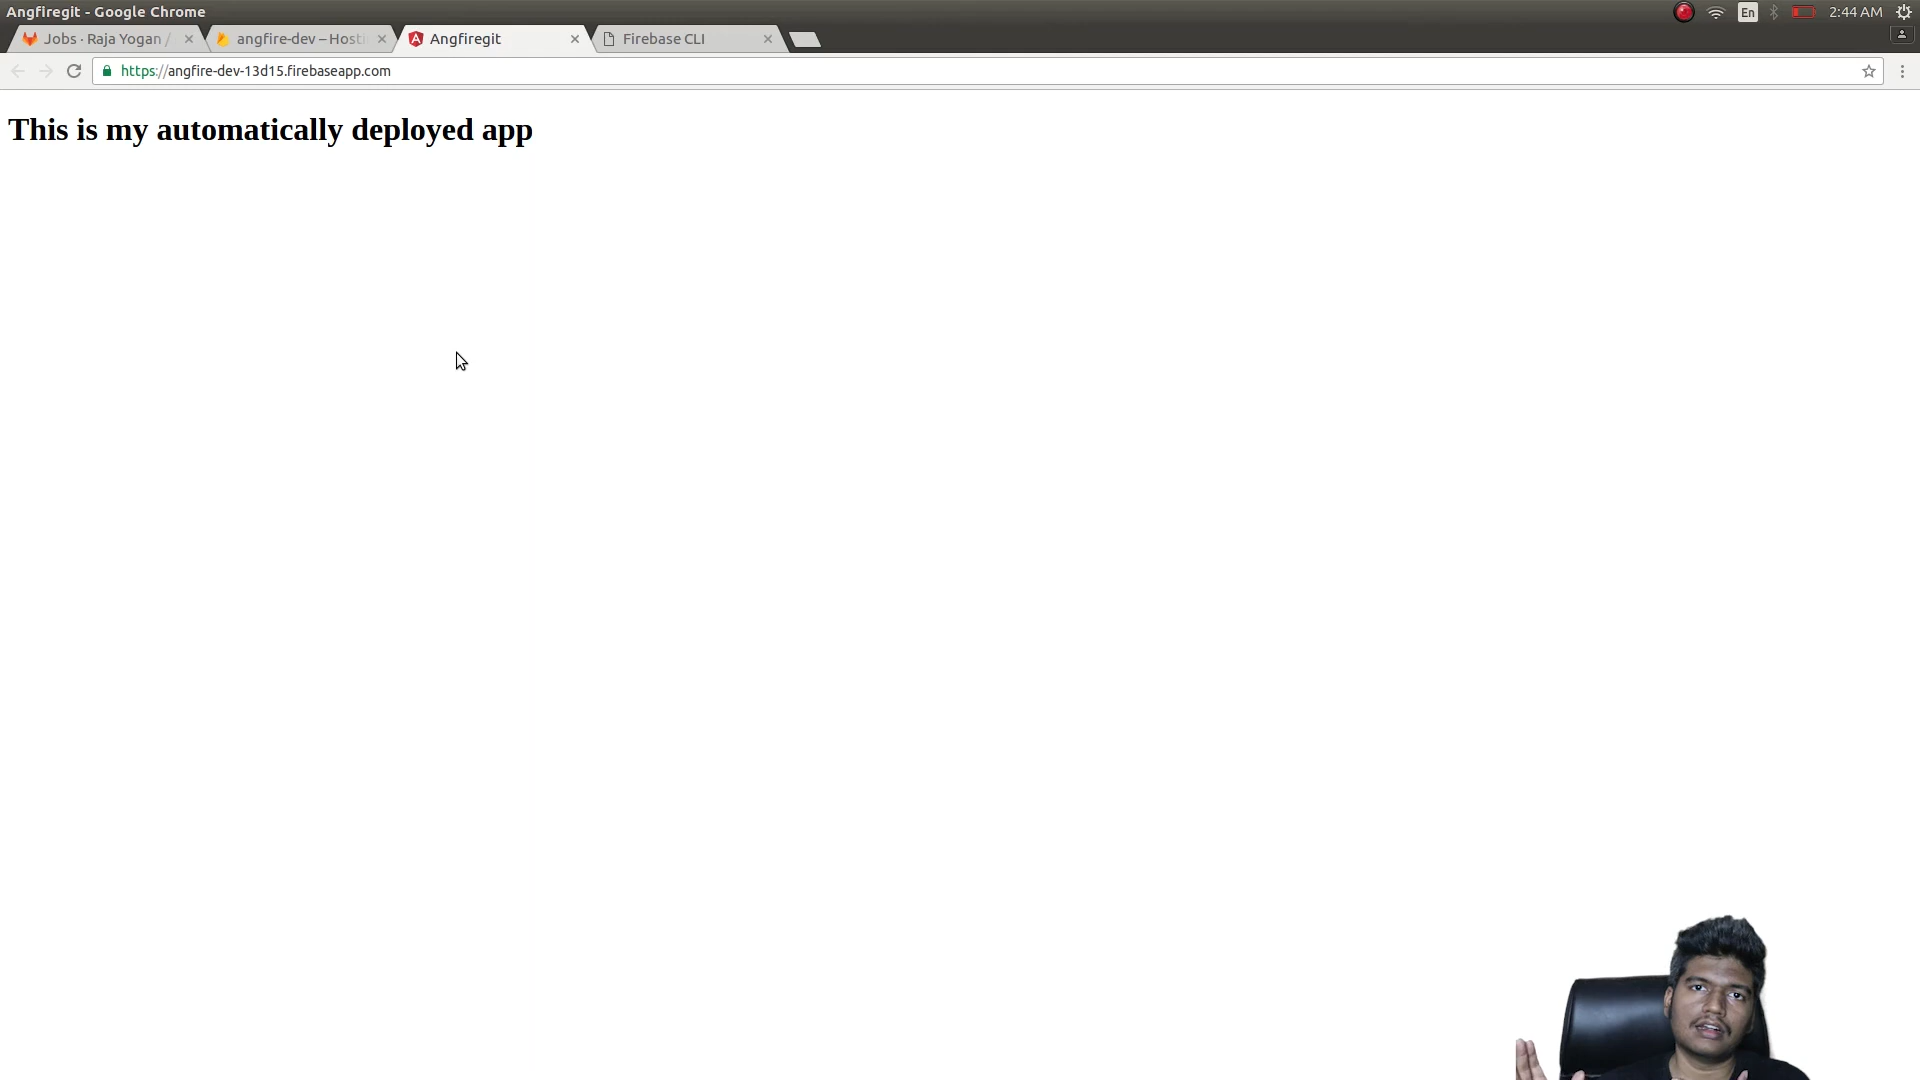 Angfiregit - Google Chrome
En
2:44 AM
Jobs · Raja Yogan /
angfire-dev – Hosti
Angfiregit
Firebase CLI
https://angfire-dev-13d15.firebaseapp.com
This is my automatically deployed app